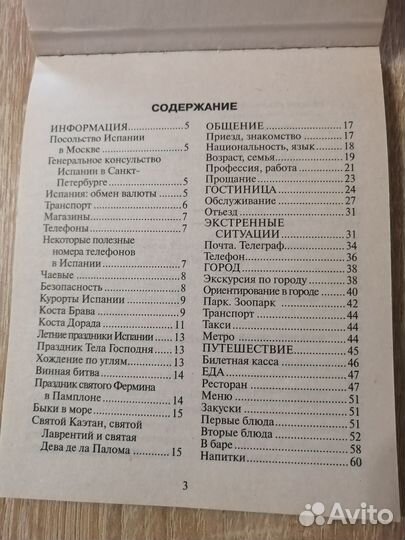 СОДЕРЖАНИЕ
ИНФОРМАЦИЯ 5
Посольство Испании
в Москве 5
Генеральное консульство
Испании в Санкт-
Петербурге 5
Испания: обмен валюты 5
Транспорт 6
Магазины 7
Телефоны 7
Некоторые полезные
номера телефонов
в Испании 7
Чаевые 8
Безопасность 8
Курорты Испании 9
Коста Брава 9
Коста Дорада 11
Летние праздники Испании 13
Праздник Тела Господня 13
Хождение по углям 13
Винная битва 14
Праздник святого Фермина
в Памплоне 14
Быки в море 15
Святой Каэтан, святой
Лаврентий и святая
Дева де ла Палома 15
ОБЩЕНИЕ 17
Приезд, знакомство 17
Национальность, язык 18
Возраст, семья 19
Профессия, работа 21
Прощание 23
ГОСТИНИЦА 24
Обслуживание 27
Отъезд 31
ЭКСТРЕННЫЕ
СИТУАЦИИ 31
Почта. Телеграф 34
Телефон 36
ГОРОД 38
Экскурсия по городу 38
Ориентирование в городе 40
Парк. Зоопарк 42
Транспорт 44
Такси 44
Метро 44
ПУТЕШЕСТВИЕ 45
Билетная касса 46
ЕДА 47
Ресторан 47
Меню 51
Закуски 51
Первые блюда 51
Вторые блюда 52
В баре 58
Напитки 60
3
Avito